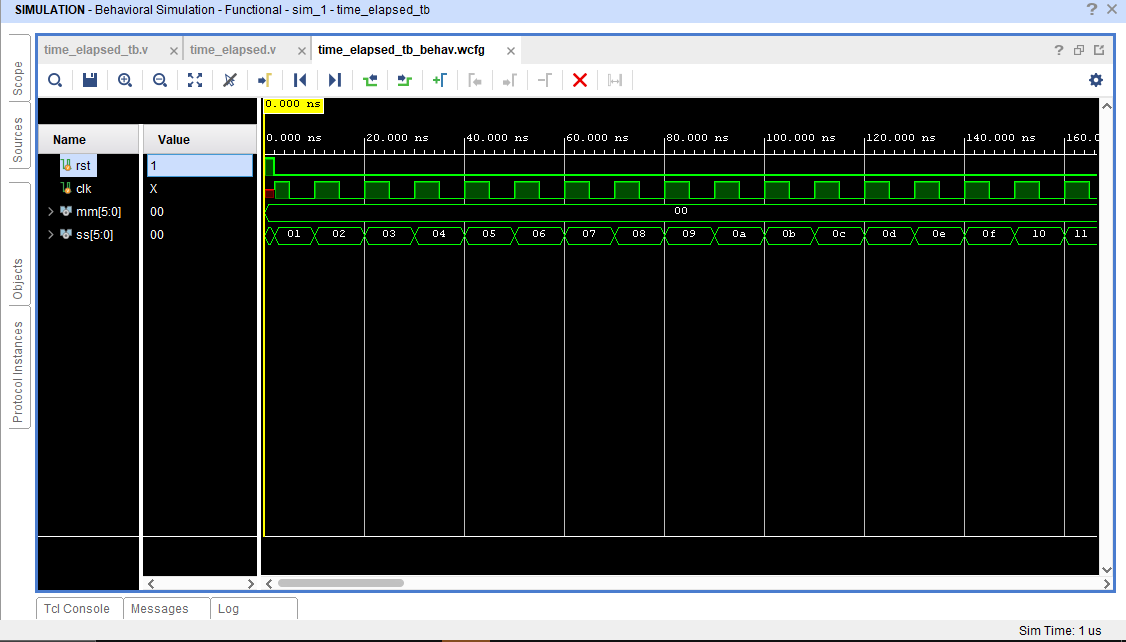 SIMULATION - Behavioral Simulation - Functional - sim_1 - time_elapsed_tb
? ×
Scope
Sources
Objects
Protocol Instances
time_elapsed_tb.v × time_elapsed.v × time_elapsed_tb_behav.wcfg × ?
0.000 ns
Name Value
0.000 ns 20.000 ns 40.000 ns 60.000 ns 80.000 ns 100.000 ns 120.000 ns 140.000 ns 160.0
rst 1
clk X
mm[5:0] 00 00
ss[5:0] 00 01 02 03 04 05 06 07 08 09 0a 0b 0c 0d 0e 0f 10 11
Tcl Console Messages Log
Sim Time: 1 us